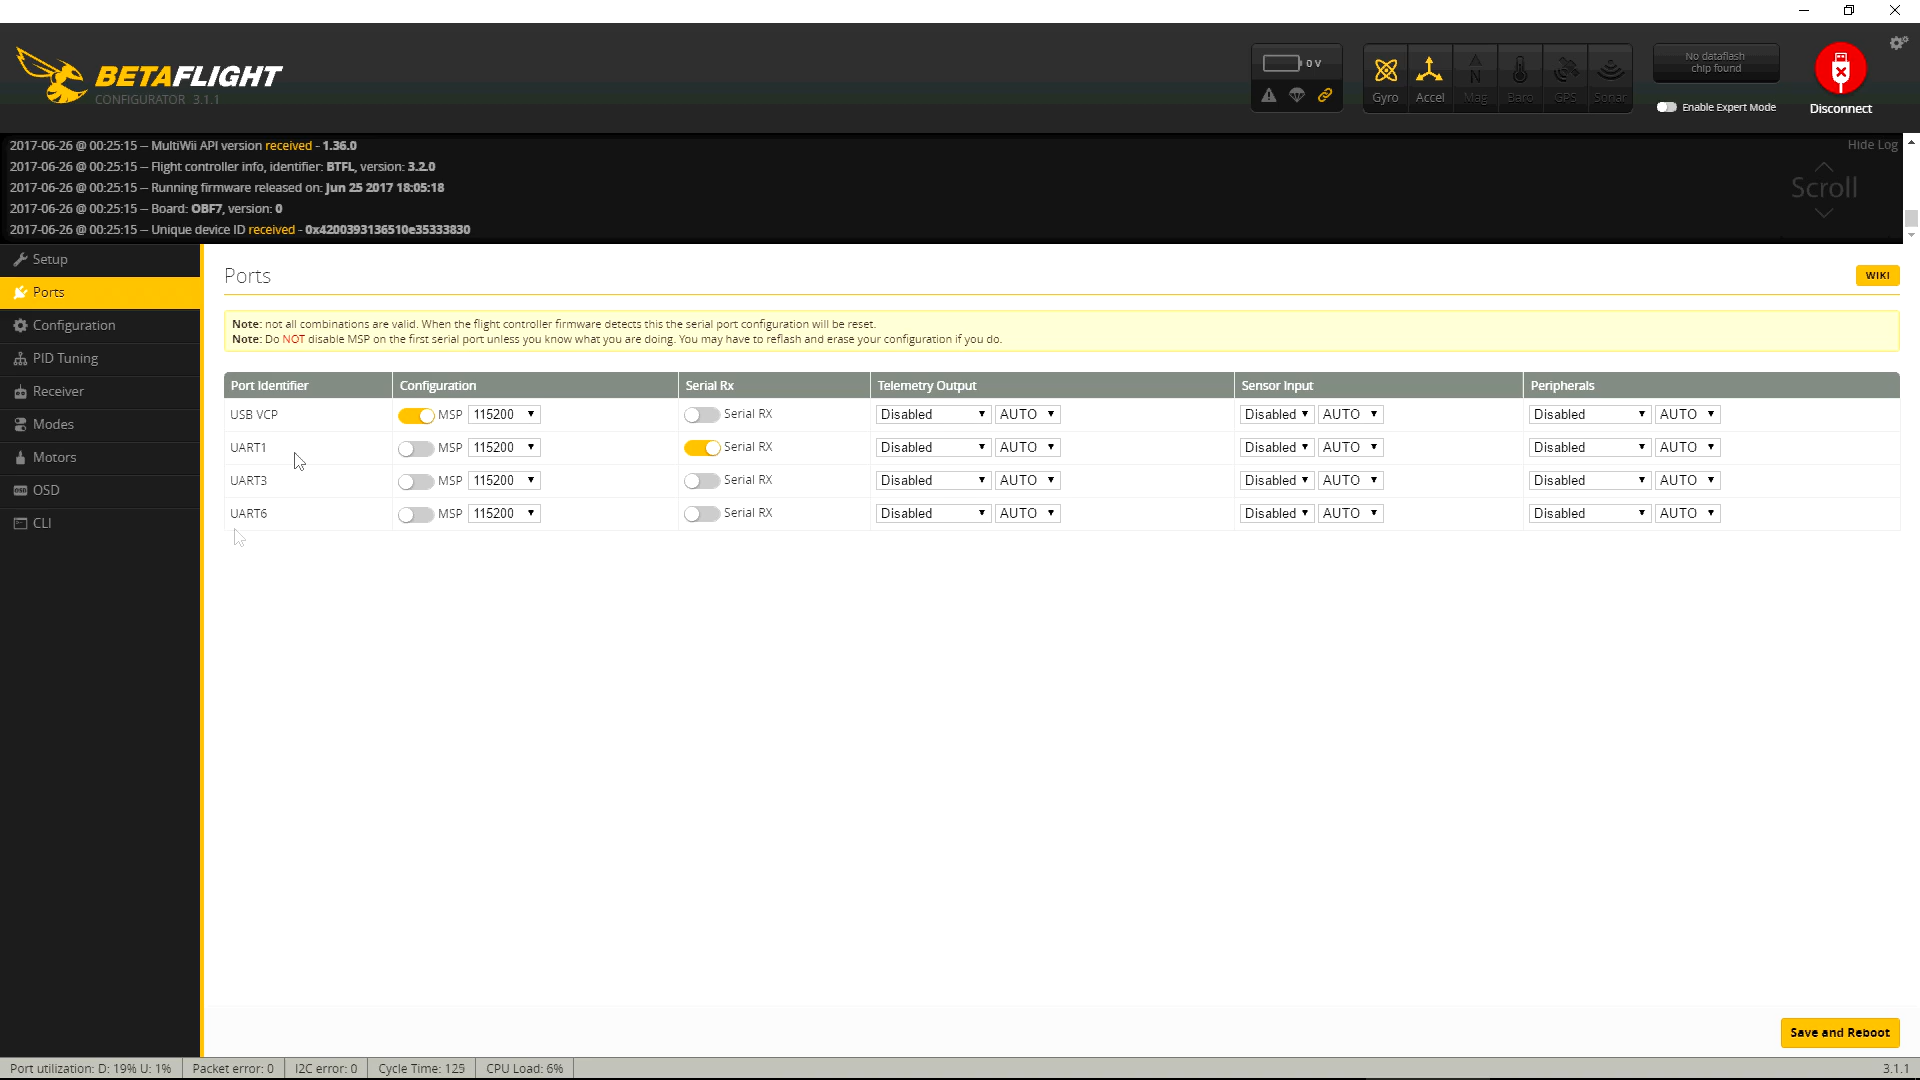 BETAFLIGHT
CONFIGURATOR 3.1.1
0 V
Gyro Accel Mag Baro GPS Sonar
No dataflash
chip found
Enable Expert Mode
Disconnect
2017-06-26 @ 00:25:15 -- MultiWii API version received - 1.36.0
2017-06-26 @ 00:25:15 -- Flight controller info, identifier: BTFL, version: 3.2.0
2017-06-26 @ 00:25:15 -- Running firmware released on: Jun 25 2017 18:05:18
2017-06-26 @ 00:25:15 -- Board: OBF7, version: 0
2017-06-26 @ 00:25:15 -- Unique device ID received - 0x4200393136510e35333830
Hide Log
Scroll
Setup
Ports
Configuration
PID Tuning
Receiver
Modes
Motors
OSD
CLI
Ports
WIKI
Note: not all combinations are valid. When the flight controller firmware detects this the serial port configuration will be reset.
Note: Do NOT disable MSP on the first serial port unless you know what you are doing. You may have to reflash and erase your configuration if you do.
Port Identifier Configuration Serial Rx Telemetry Output Sensor Input Peripherals
USB VCP MSP 115200 Serial RX Disabled AUTO Disabled AUTO Disabled AUTO
UART1 MSP 115200 Serial RX Disabled AUTO Disabled AUTO Disabled AUTO
UART3 MSP 115200 Serial RX Disabled AUTO Disabled AUTO Disabled AUTO
UART6 MSP 115200 Serial RX Disabled AUTO Disabled AUTO Disabled AUTO
Save and Reboot
Port utilization: D: 19% U: 1% Packet error: 0 I2C error: 0 Cycle Time: 125 CPU Load: 6% 3.1.1